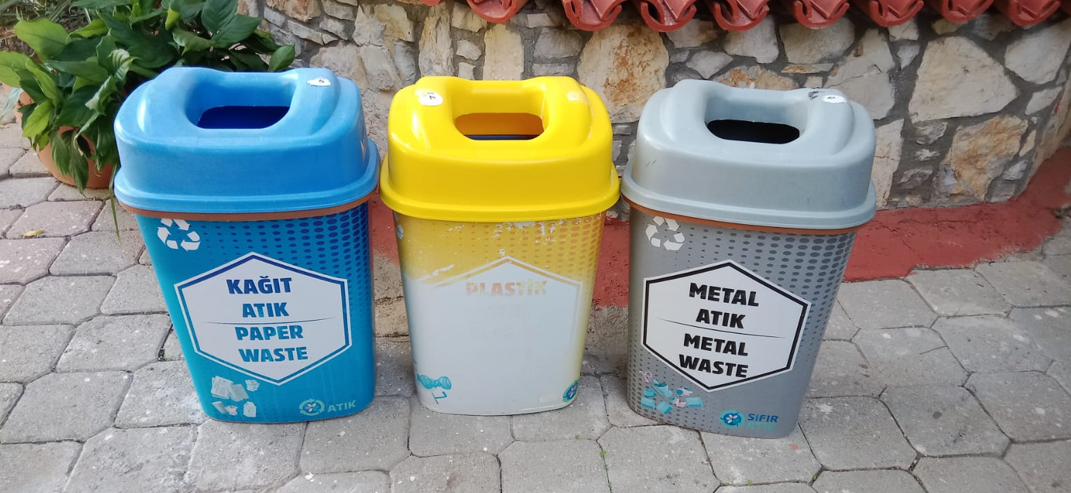 KAĞIT
ATIK
PAPER
WASTE
ATIK
PLASTİK
METAL
ATIK
METAL
WASTE
SIFIR